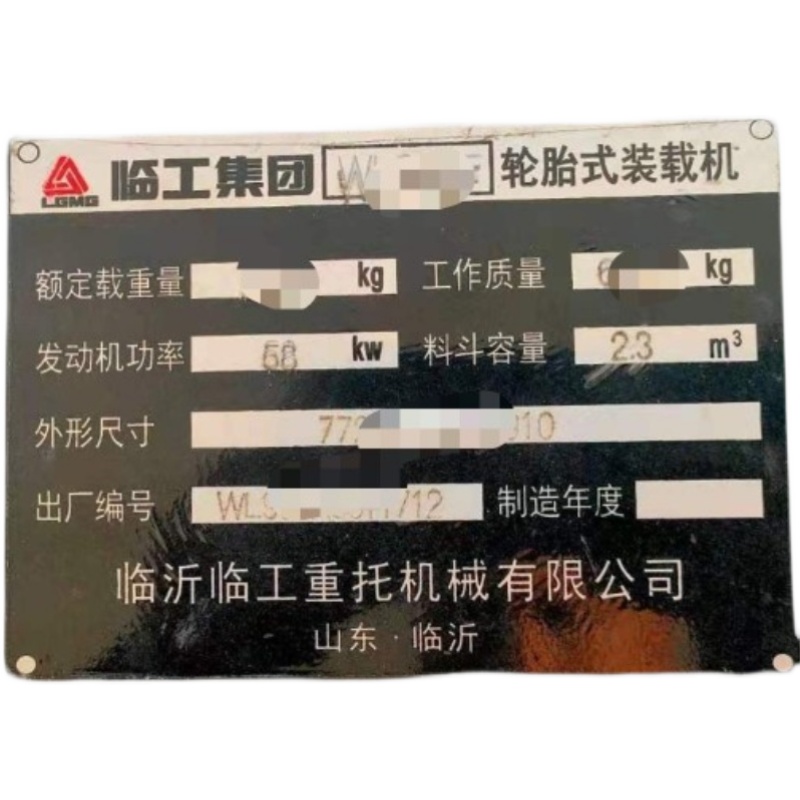 LGMG 临工集团 轮胎式装载机
额定载重量 kg 工作质量 kg
发动机功率 58 kw 料斗容量 2.3 m³
外形尺寸
出厂编号 制造年度
临沂临工重托机械有限公司
山东·临沂